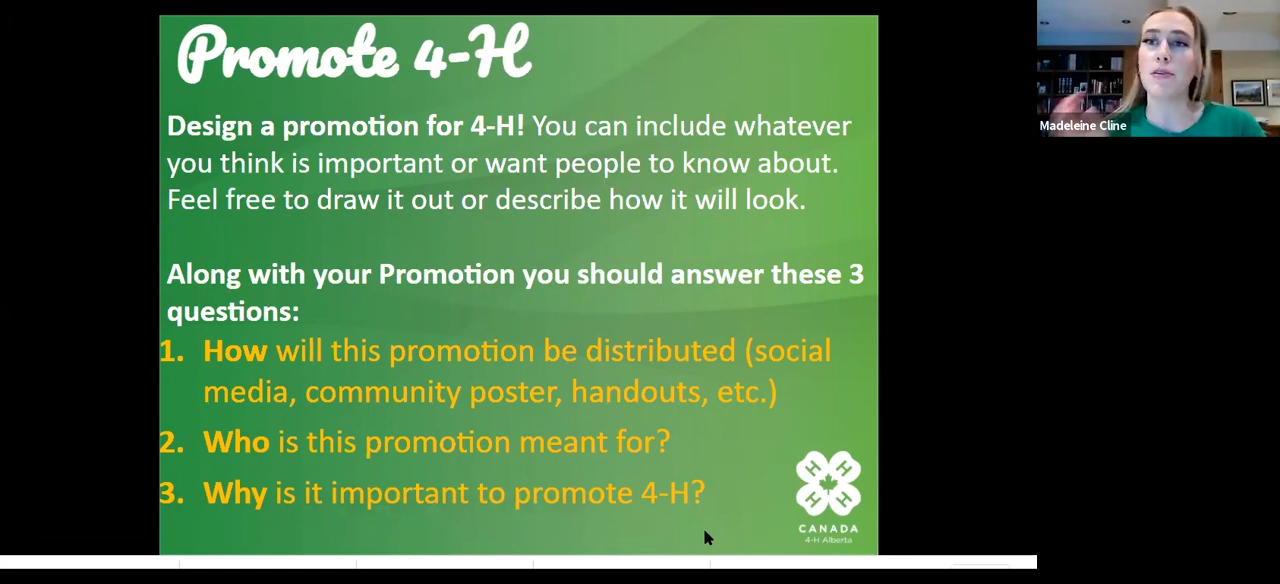 Promote 4-H
Design a promotion for 4-H! You can include whatever
you think is important or want people to know about.
Feel free to draw it out or describe how it will look.
Along with your Promotion you should answer these 3
questions:
1. How will this promotion be distributed (social
media, community poster, handouts, etc.)
2. Who is this promotion meant for?
3. Why is it important to promote 4-H?
H H
H H
CANADA
4-H Alberta
Madeleine Cline